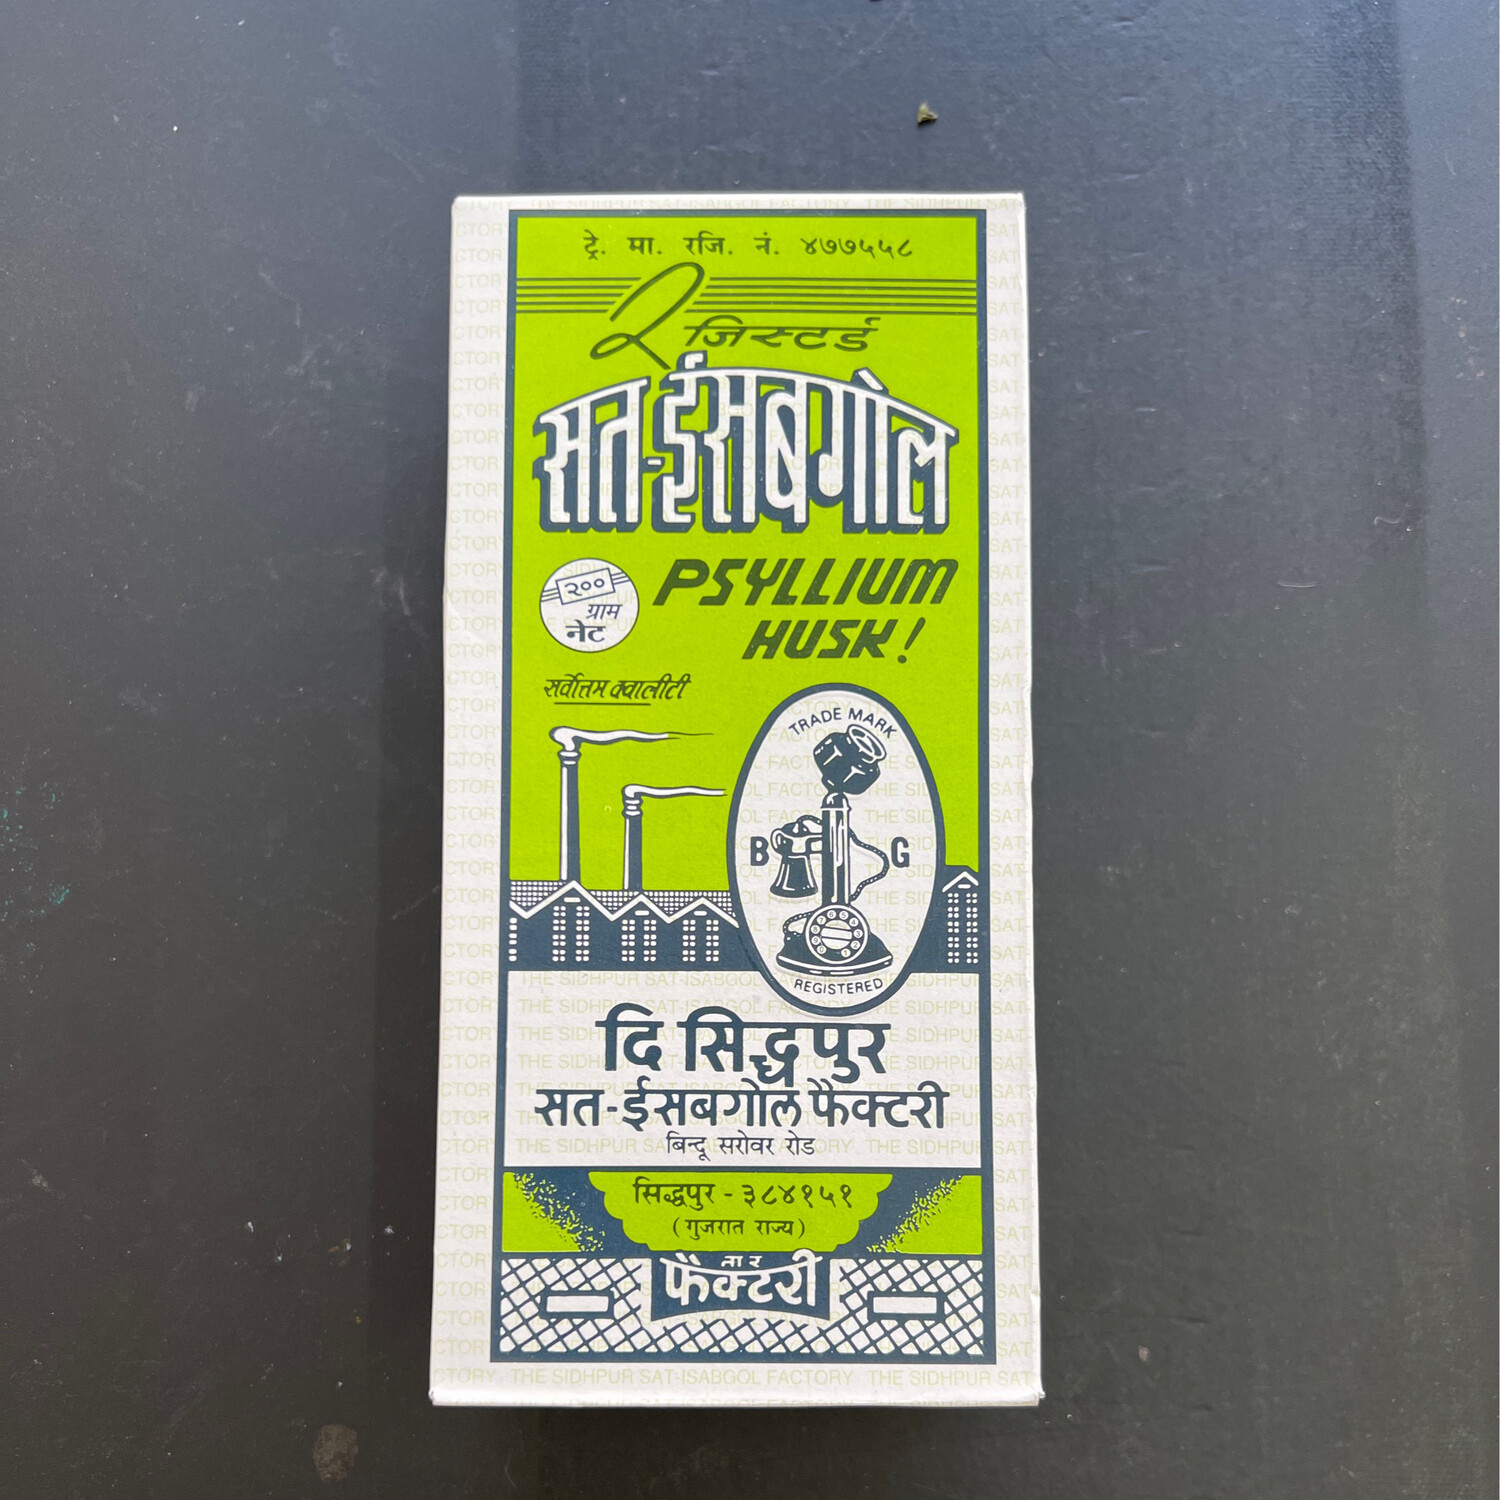 ट्रे. मा. रजि. नं. ४७७५५८
रजिस्टर्ड
सत-ईसबगोल
PSYLLIUM
HUSK!
२००
ग्राम
नेट
सर्वोत्तम क्वालीटी
TRADE MARK
B G
REGISTERED
दि सिद्धपुर
सत-ईसबगोल फैक्टरी
बिन्दू सरोवर रोड
सिद्धपुर - ३८४१५१
(गुजरात राज्य)
तार
फैक्टरी
THE SIDHPUR SAT-ISABGOL FACTORY